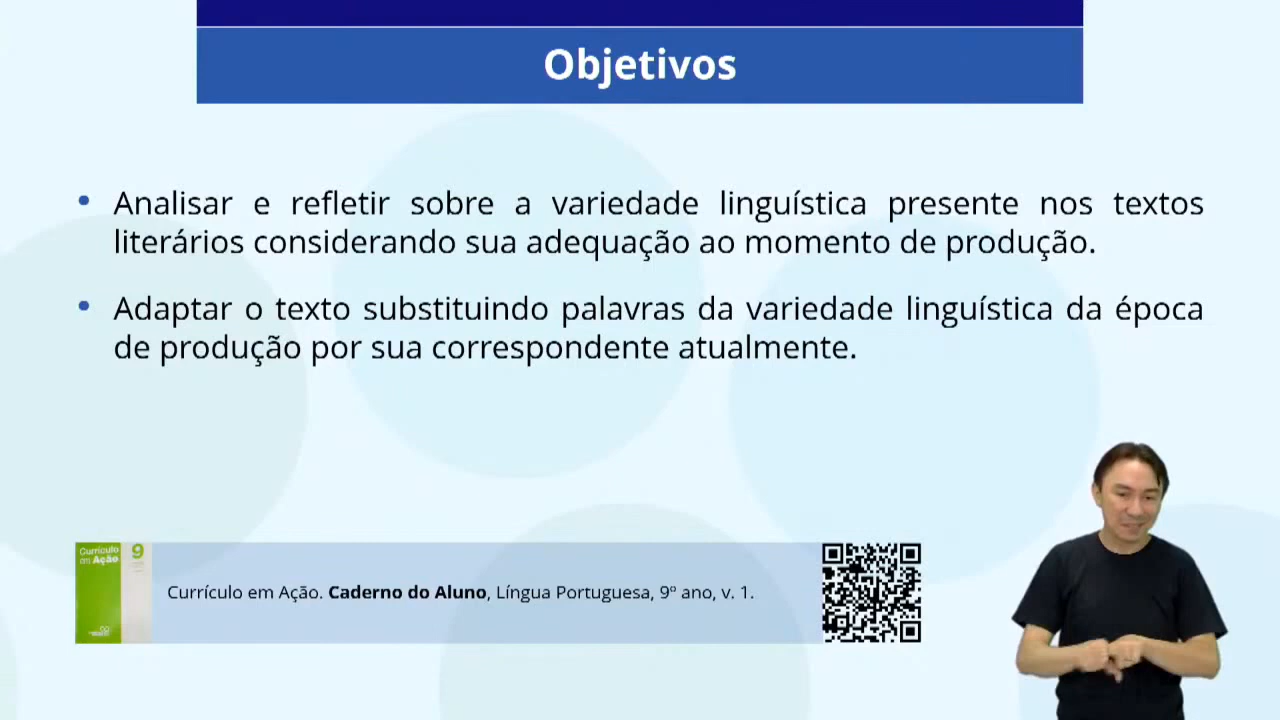 Objetivos
• Analisar e refletir sobre a variedade linguística presente nos textos
literários considerando sua adequação ao momento de produção.
• Adaptar o texto substituindo palavras da variedade linguística da época
de produção por sua correspondente atualmente.
Currículo
em Ação
9
Currículo em Ação. Caderno do Aluno, Língua Portuguesa, 9º ano, v. 1.